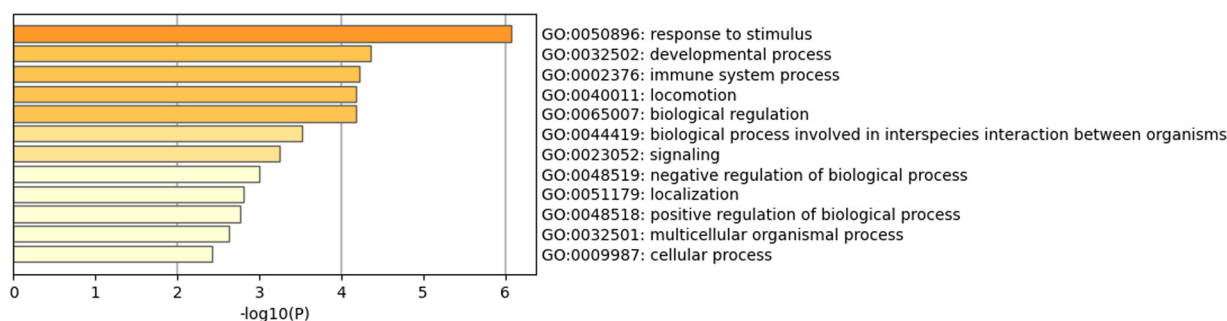 GO:0050896: response to stimulus
GO:0032502: developmental process
GO:0002376: immune system process
GO:0040011: locomotion
GO:0065007: biological regulation
GO:0044419: biological process involved in interspecies interaction between organisms
GO:0023052: signaling
GO:0048519: negative regulation of biological process
GO:0051179: localization
GO:0048518: positive regulation of biological process
GO:0032501: multicellular organismal process
GO:0009987: cellular process
0 1 2 3 4 5 6
-log10(P)